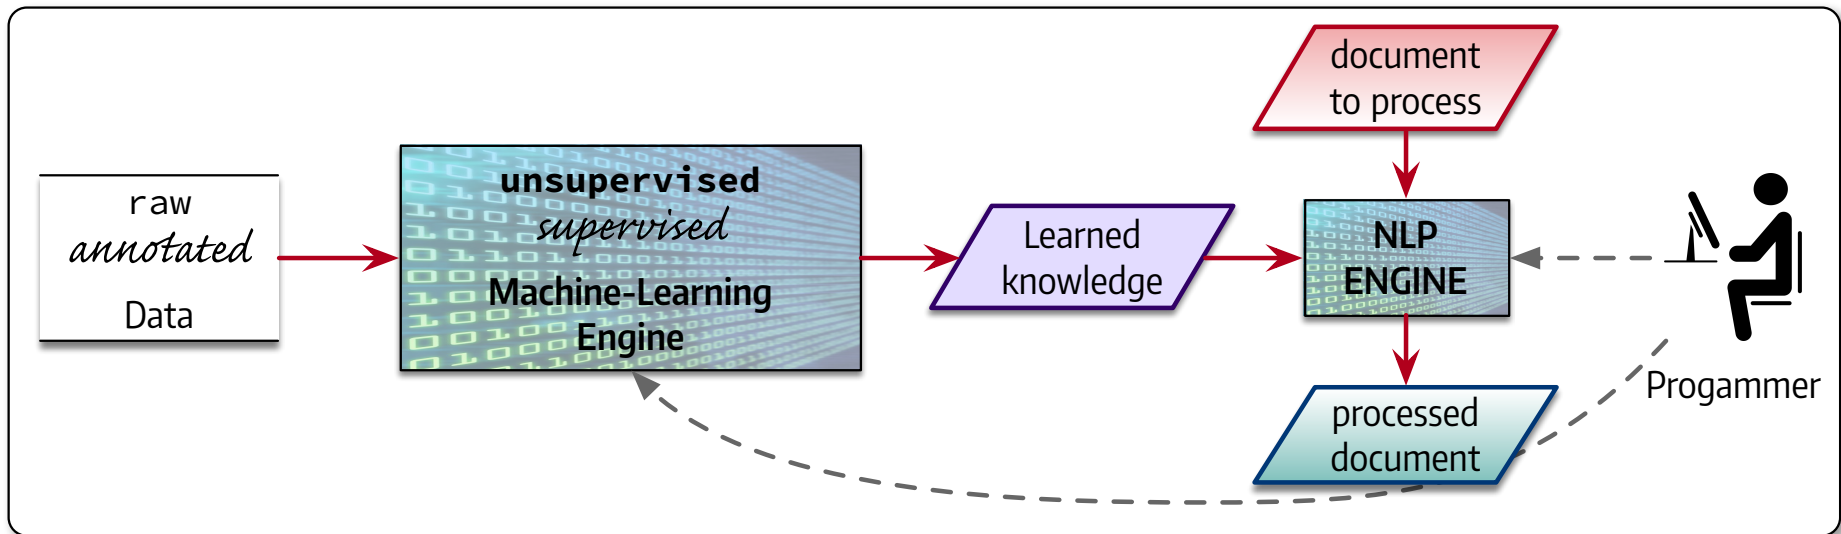 raw
annotated
Data
unsupervised
supervised
Machine-Learning
Engine
Learned
knowledge
document
to process
NLP
ENGINE
processed
document
Progammer